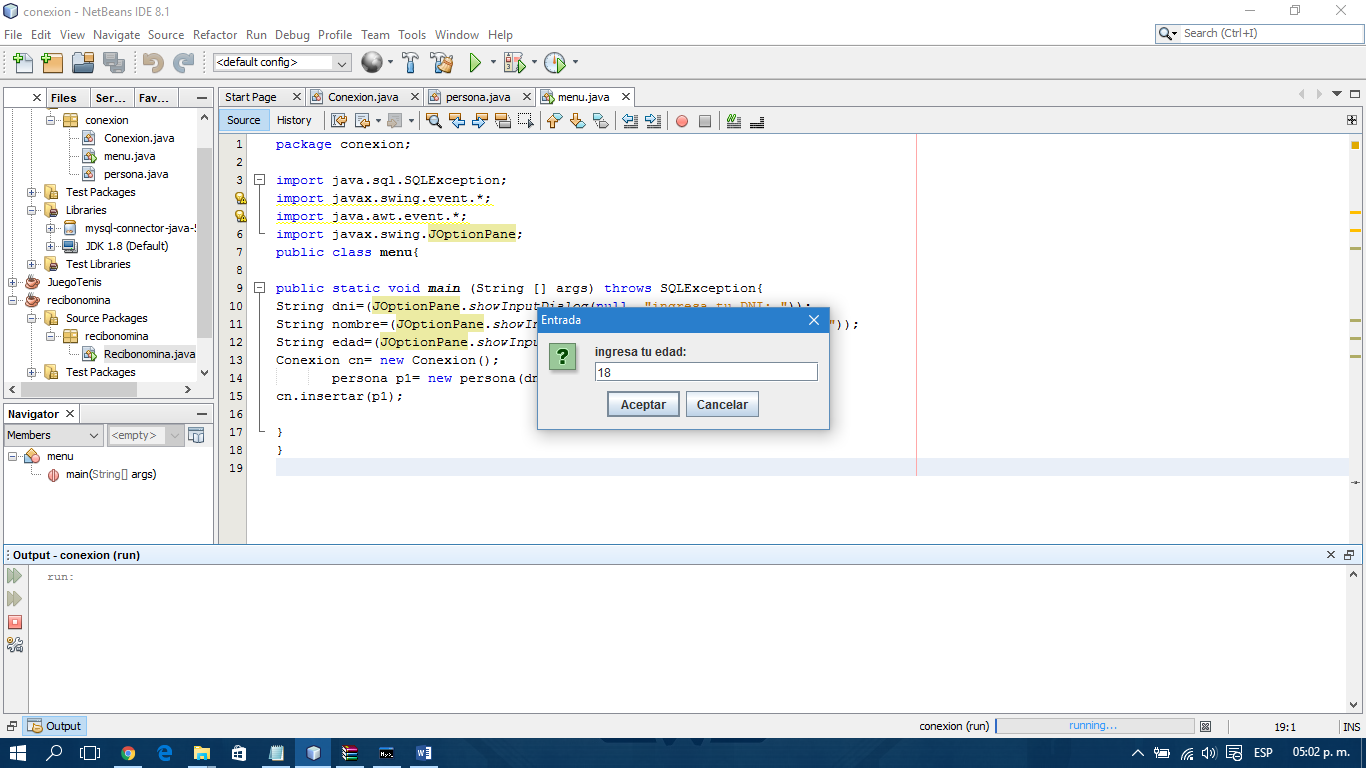 conexion - NetBeans IDE 8.1
File Edit View Navigate Source Refactor Run Debug Profile Team Tools Window Help
Search (Ctrl+I)
<default config>
Files Ser... Fav...
Start Page Conexion.java persona.java menu.java
Source History
conexion
Conexion.java
menu.java
persona.java
Test Packages
Libraries
mysql-connector-java-5
JDK 1.8 (Default)
Test Libraries
JuegoTenis
recibonomina
Source Packages
recibonomina
Recibonomina.java
Test Packages
1 package conexion;
2
3 import java.sql.SQLException;
import javax.swing.event.*;
import java.awt.event.*;
6 import javax.swing.JOptionPane;
7 public class menu{
8
9 public static void main (String [] args) throws SQLException{
10 String dni=(JOptionPane.showInputDialog(null, "ingresa tu DNI: "));
11 String nombre=(JOptionPane.showIn "));
12 String edad=(JOptionPane.showInpu
13 Conexion cn= new Conexion();
14 persona p1= new persona(dn
15 cn.insertar(p1);
16
17 }
18 }
19
Entrada
ingresa tu edad:
18
Aceptar Cancelar
Navigator
Members <empty>
menu
main(String[] args)
Output - conexion (run)
run:
Output
conexion (run) running... 19:1 INS
ESP 05:02 p. m.